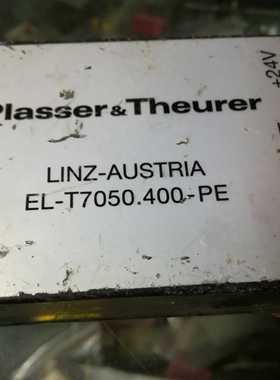 Plasser&Theurer
LINZ-AUSTRIA
EL-T7050.400-PE
+24V